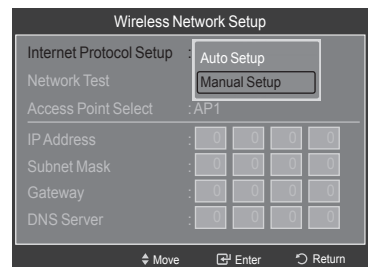 Wireless Network Setup
Internet Protocol Setup : Auto Setup
Manual Setup
Network Test
Access Point Select : AP1
IP Address : 0 0 0 0
Subnet Mask : 0 0 0 0
Gateway : 0 0 0 0
DNS Server : 0 0 0 0
Move Enter Return